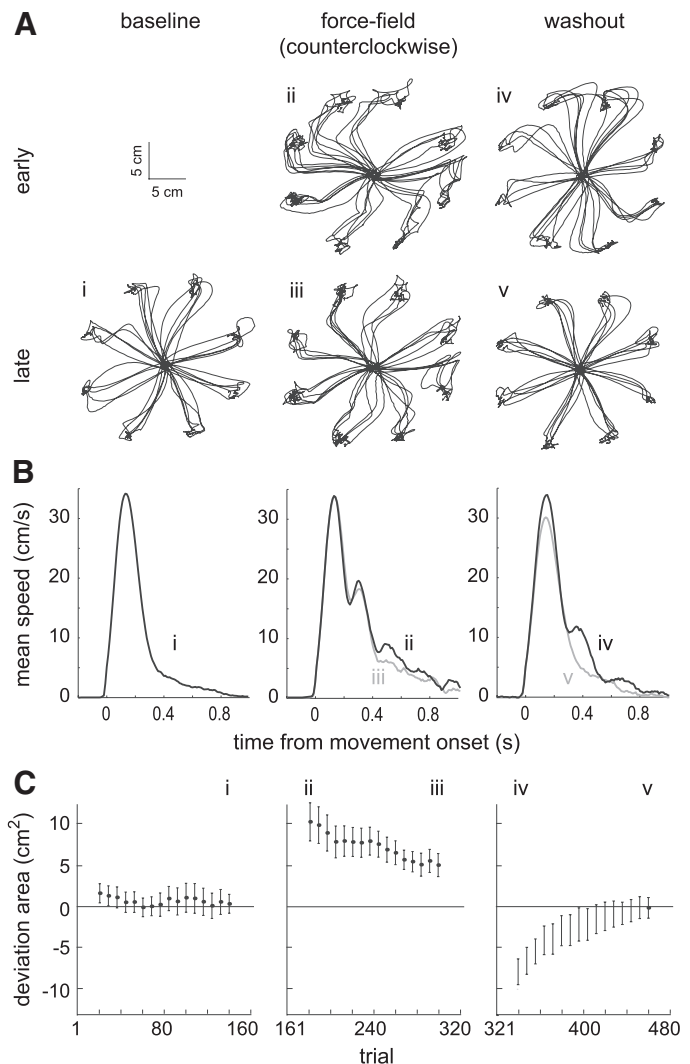 A
baseline force-field washout
(counterclockwise)
early
ii iv
5 cm
5 cm
late
i iii v
B
mean speed (cm/s)
30 30 30
20 20 20
10 10 10
0 0 0
i ii iii iv v
0 0.4 0.8 0 0.4 0.8 0 0.4 0.8
time from movement onset (s)
C
i ii iii iv v
deviation area (cm2)
10
5
0
-5
-10
1 80 160 161 240 320 321 400 480
trial